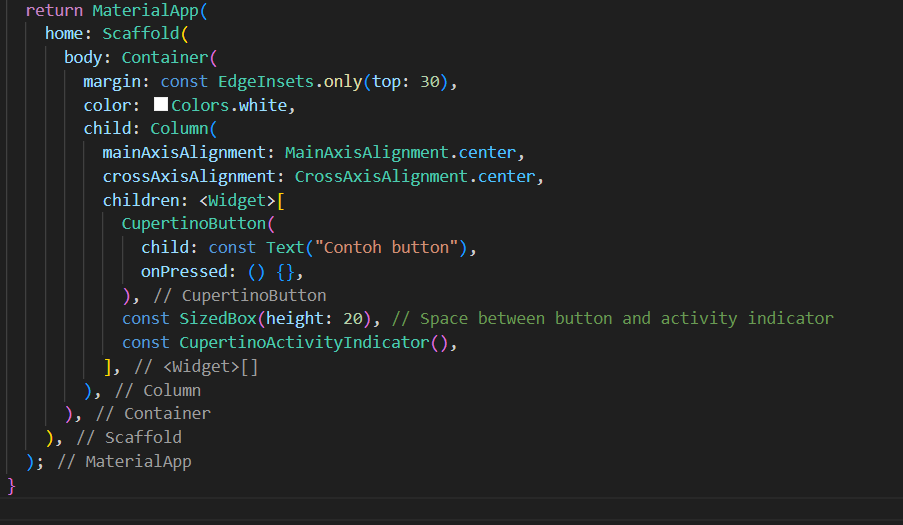 return MaterialApp(
home: Scaffold(
body: Container(
margin: const EdgeInsets.only(top: 30),
color: Colors.white,
child: Column(
mainAxisAlignment: MainAxisAlignment.center,
crossAxisAlignment: CrossAxisAlignment.center,
children: <Widget>[
CupertinoButton(
child: const Text("Contoh button"),
onPressed: () {},
), // CupertinoButton
const SizedBox(height: 20), // Space between button and activity indicator
const CupertinoActivityIndicator(),
], // <Widget>[]
), // Column
), // Container
), // Scaffold
); // MaterialApp
}